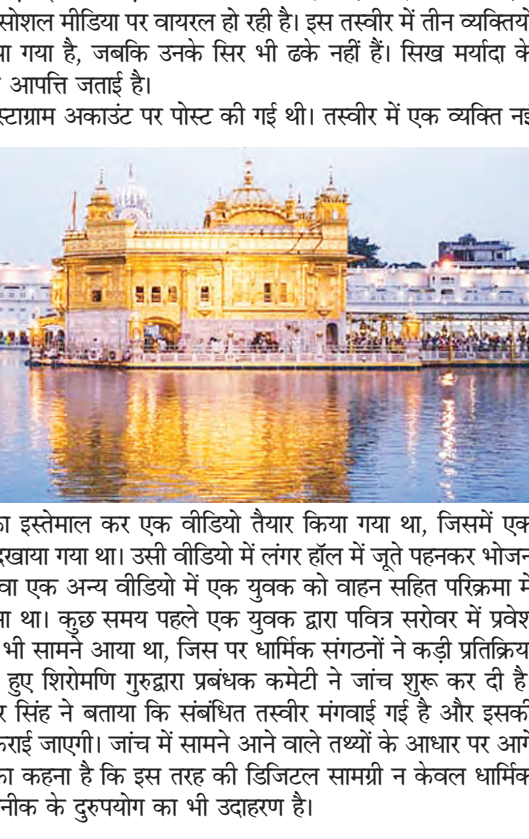 सोशल मीडिया पर वायरल हो रही है। इस तस्वीर में तीन
गया है, जबकि उनके सिर भी ढके नहीं हैं। सिख मर्यादा के
आपत्ति जताई है।
अकाउंट पर पोस्ट की गई थी। तस्वीर में एक व्यक्ति
इस्तेमाल कर एक वीडियो तैयार किया गया था, जिसमें एक
गया था। उसी वीडियो में लंगर हॉल में जूते पहनकर भोजन
एक अन्य वीडियो में एक युवक को वाहन सहित परिक्रमा में
था। कुछ समय पहले एक युवक द्वारा पवित्र सरोवर में प्रवेश
भी सामने आया था, जिस पर धार्मिक संगठनों ने कड़ी
हुए शिरोमणि गुरुद्वारा प्रबंधक कमेटी ने जांच शुरू कर दी है
सिंह ने बताया कि संबंधित तस्वीर मंगवाई गई है और इसकी
जाएगी। जांच में सामने आने वाले तथ्यों के आधार पर आगे
कहना है कि इस तरह की डिजिटल सामग्री न केवल धार्मिक
के दुरुपयोग का भी उदाहरण है।